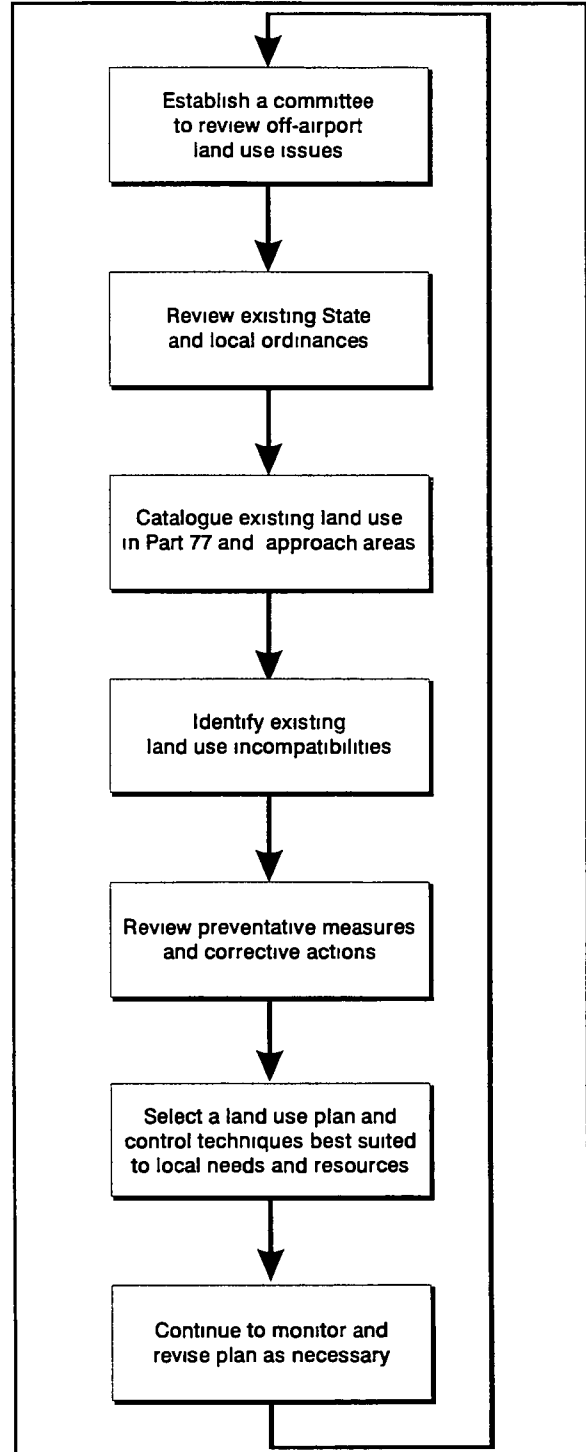 Establish a committee
to review off-airport
land use issues
Review existing State
and local ordinances
Catalogue existing land use
in Part 77 and approach areas
Identify existing
land use incompatibilities
Review preventative measures
and corrective actions
Select a land use plan and
control techniques best suited
to local needs and resources
Continue to monitor and
revise plan as necessary